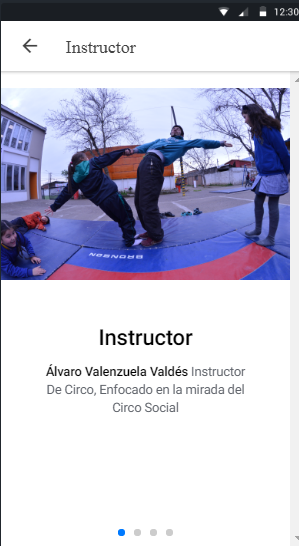 12:30
Instructor
BRONSON
Instructor
Álvaro Valenzuela Valdés Instructor
De Circo, Enfocado en la mirada del
Circo Social